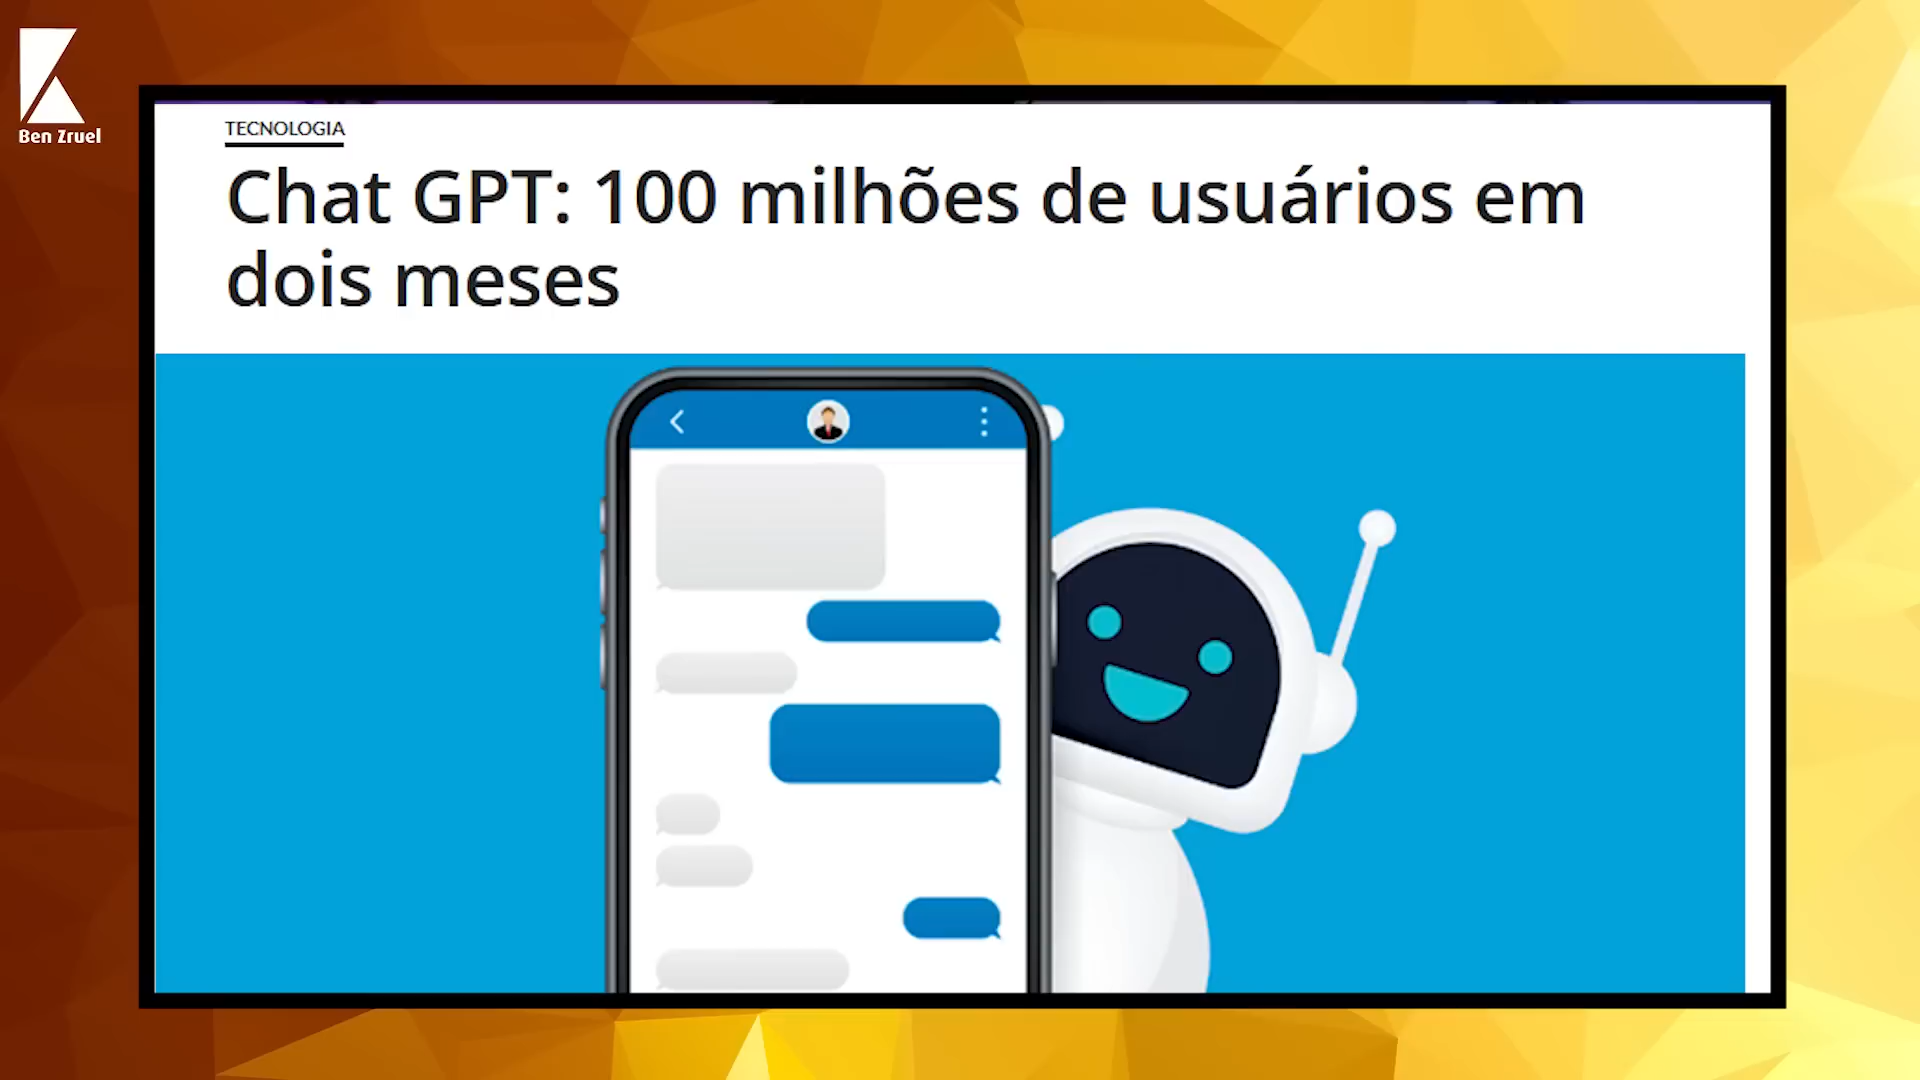 Ben Zruel
TECNOLOGIA
Chat GPT: 100 milhões de usuários em
dois meses